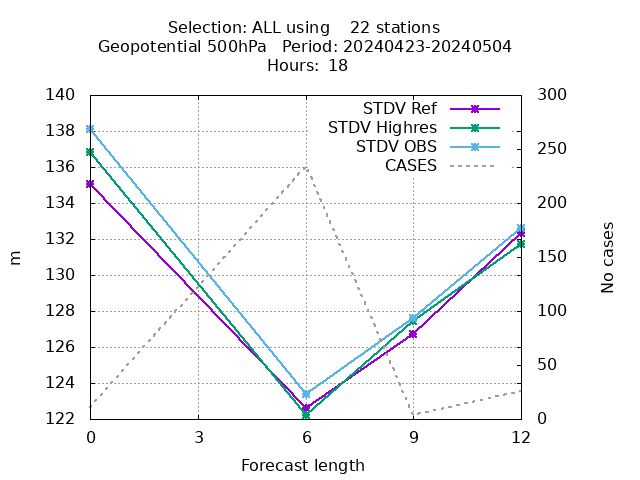 Selection: ALL using    22 stations
Geopotential 500hPa   Period: 20240423-20240504
Hours: 18
140
138
136
134
132
130
128
126
124
122
m
300
250
200
150
100
50
0
No cases
STDV Ref
STDV Highres
STDV OBS
CASES
0 3 6 9 12
Forecast length